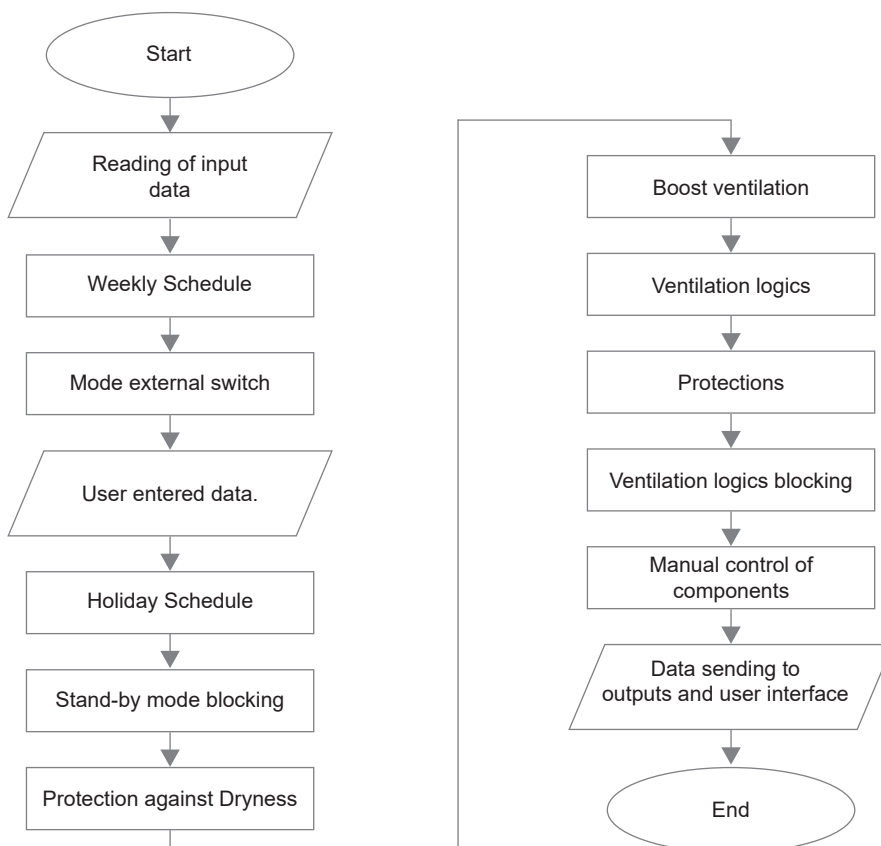 Start
Reading of input
data
Weekly Schedule
Mode external switch
User entered data.
Holiday Schedule
Stand-by mode blocking
Protection against Dryness
Boost ventilation
Ventilation logics
Protections
Ventilation logics blocking
Manual control of
components
Data sending to
outputs and user interface
End